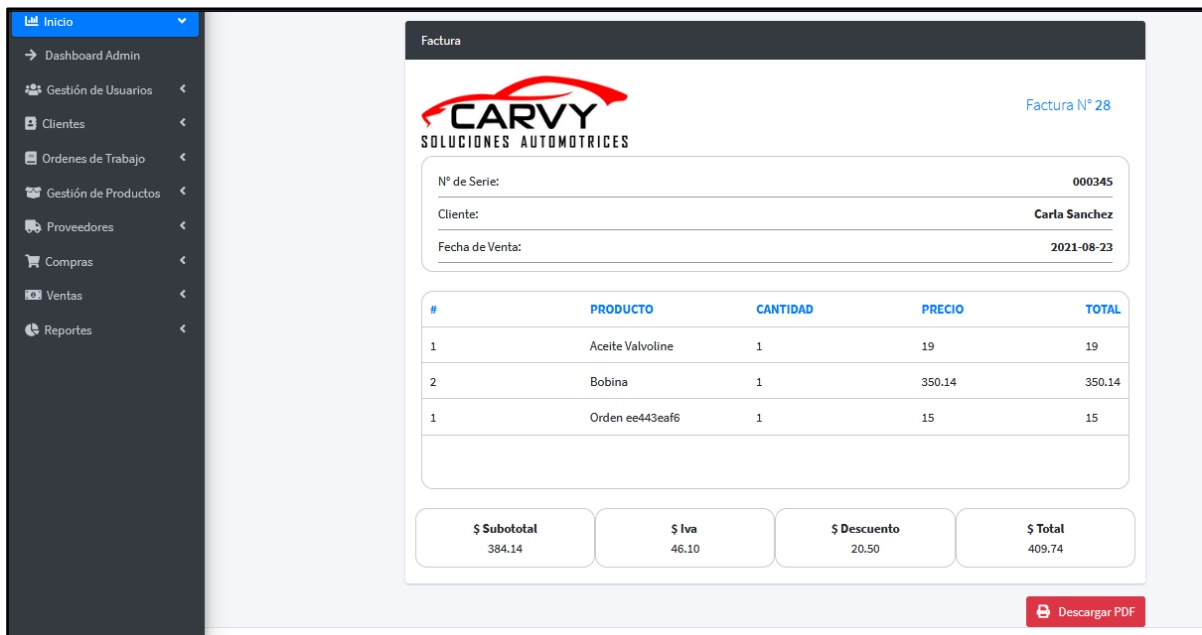 Inicio
Dashboard Admin
Gestión de Usuarios
Clientes
Ordenes de Trabajo
Gestión de Productos
Proveedores
Compras
Ventas
Reportes
Factura
CARVY
SOLUCIONES AUTOMOTRICES
Factura N° 28
N° de Serie: 000345
Cliente: Carla Sanchez
Fecha de Venta: 2021-08-23
# PRODUCTO CANTIDAD PRECIO TOTAL
1 Aceite Valvoline 1 19 19
2 Bobina 1 350.14 350.14
1 Orden ee443eaf6 1 15 15
$ Subototal $ Iva $ Descuento $ Total
384.14 46.10 20.50 409.74
Descargar PDF